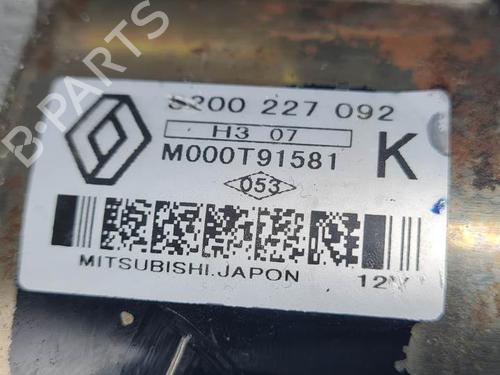 B-PARTS
8200 227 092
H3 07
M000T91581
K
053
MITSUBISHI.JAPON
12V